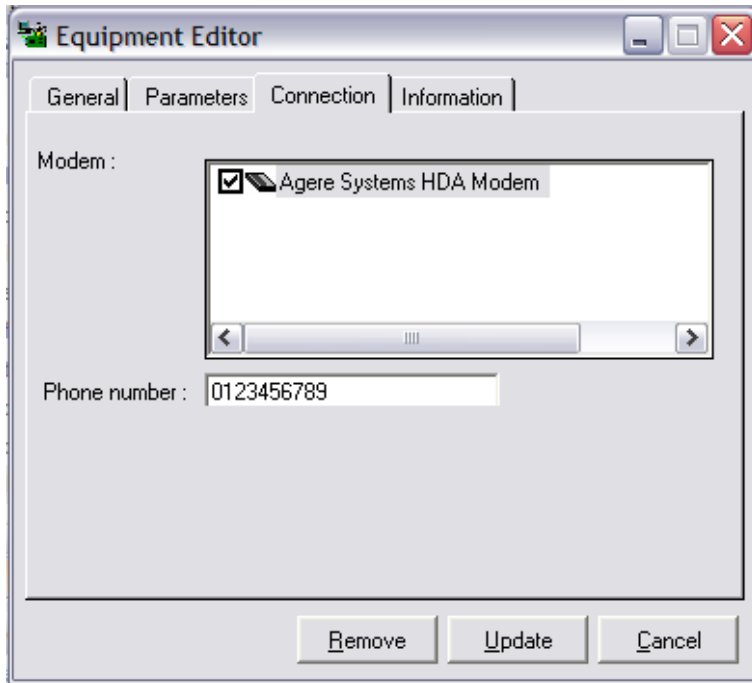 Equipment Editor
General Parameters Connection Information
Modem :
Agere Systems HDA Modem
Phone number : 0123456789
Remove Update Cancel